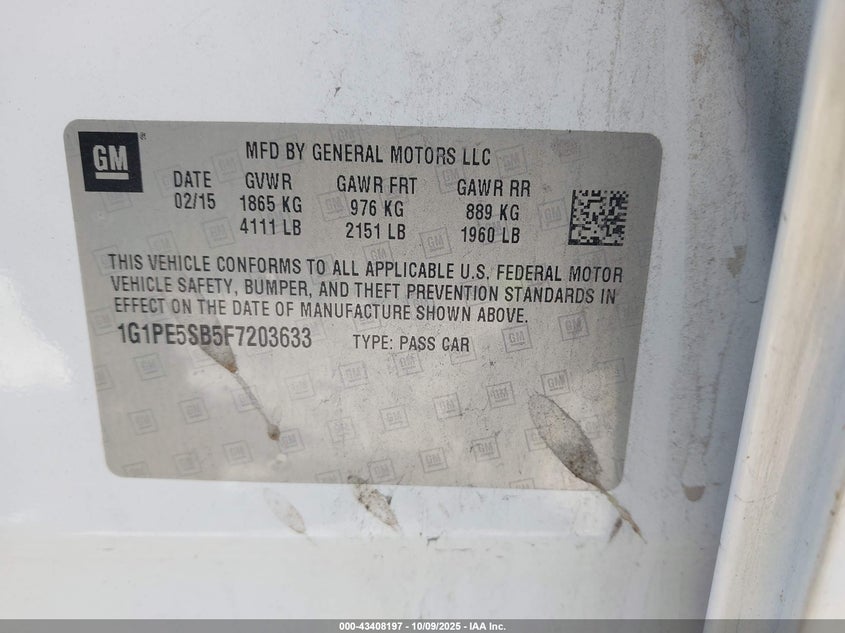 GM
MFD BY GENERAL MOTORS LLC
DATE GVWR GAWR FRT GAWR RR
02/15 1865 KG 976 KG 889 KG
4111 LB 2151 LB 1960 LB
THIS VEHICLE CONFORMS TO ALL APPLICABLE U.S. FEDERAL MOTOR
VEHICLE SAFETY, BUMPER, AND THEFT PREVENTION STANDARDS IN
EFFECT ON THE DATE OF MANUFACTURE SHOWN ABOVE.
1G1PE5SB5F7203633 TYPE: PASS CAR
000-43408197 - 10/09/2025 - IAA Inc.